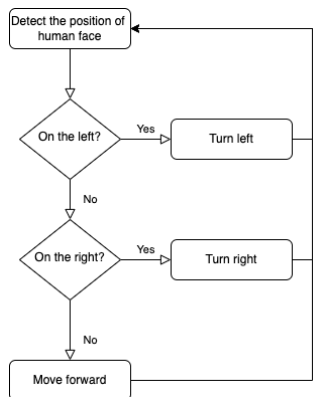 Detect the position of
human face
On the left?
Yes
Turn left
No
On the right?
Yes
Turn right
No
Move forward